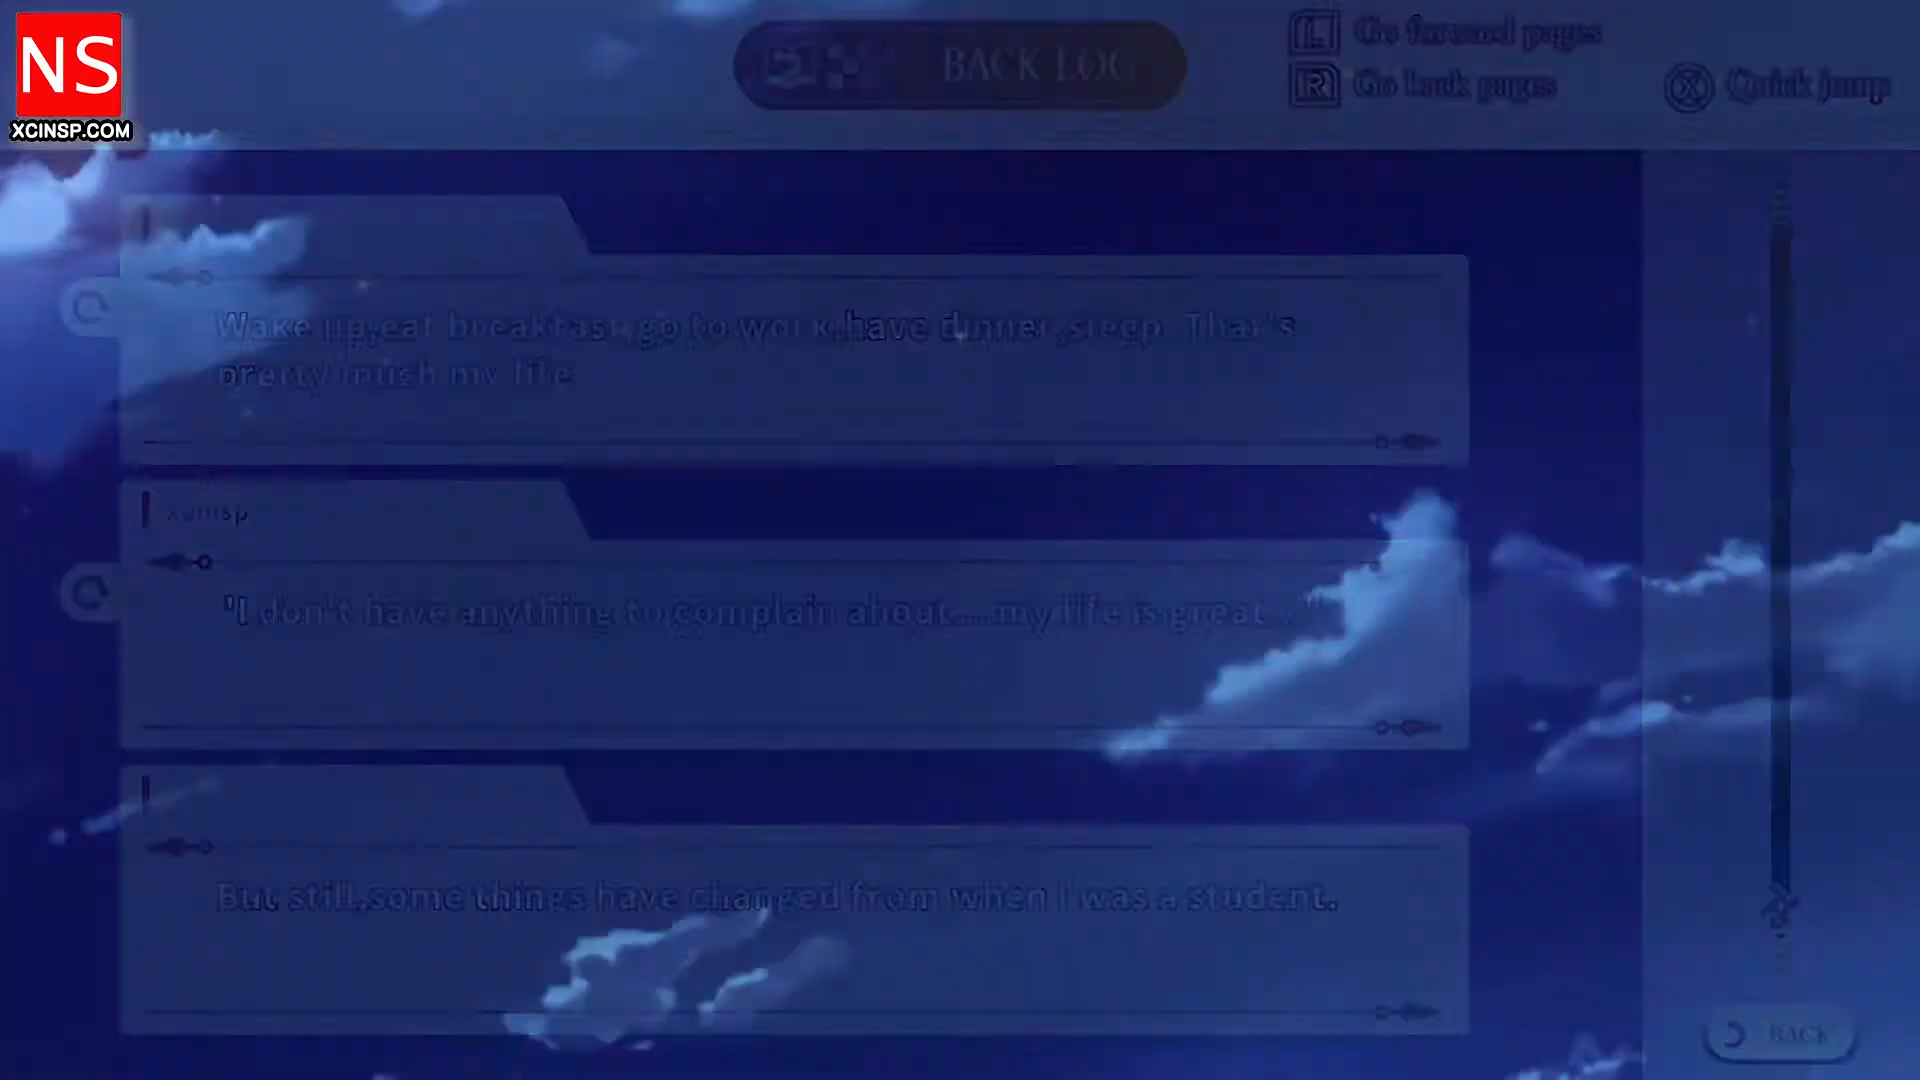 NS
XCINSP.COM
BACK LOG
L Go forward pages
R Go back pages
X Quick Jump
Wake up,eat breakfast,go to work,have dinner,sleep. That's
pretty much my life
xcinsp
"I don't have anything to complain about....my life is great...
But still,some things have changed from when I was a student.
BACK